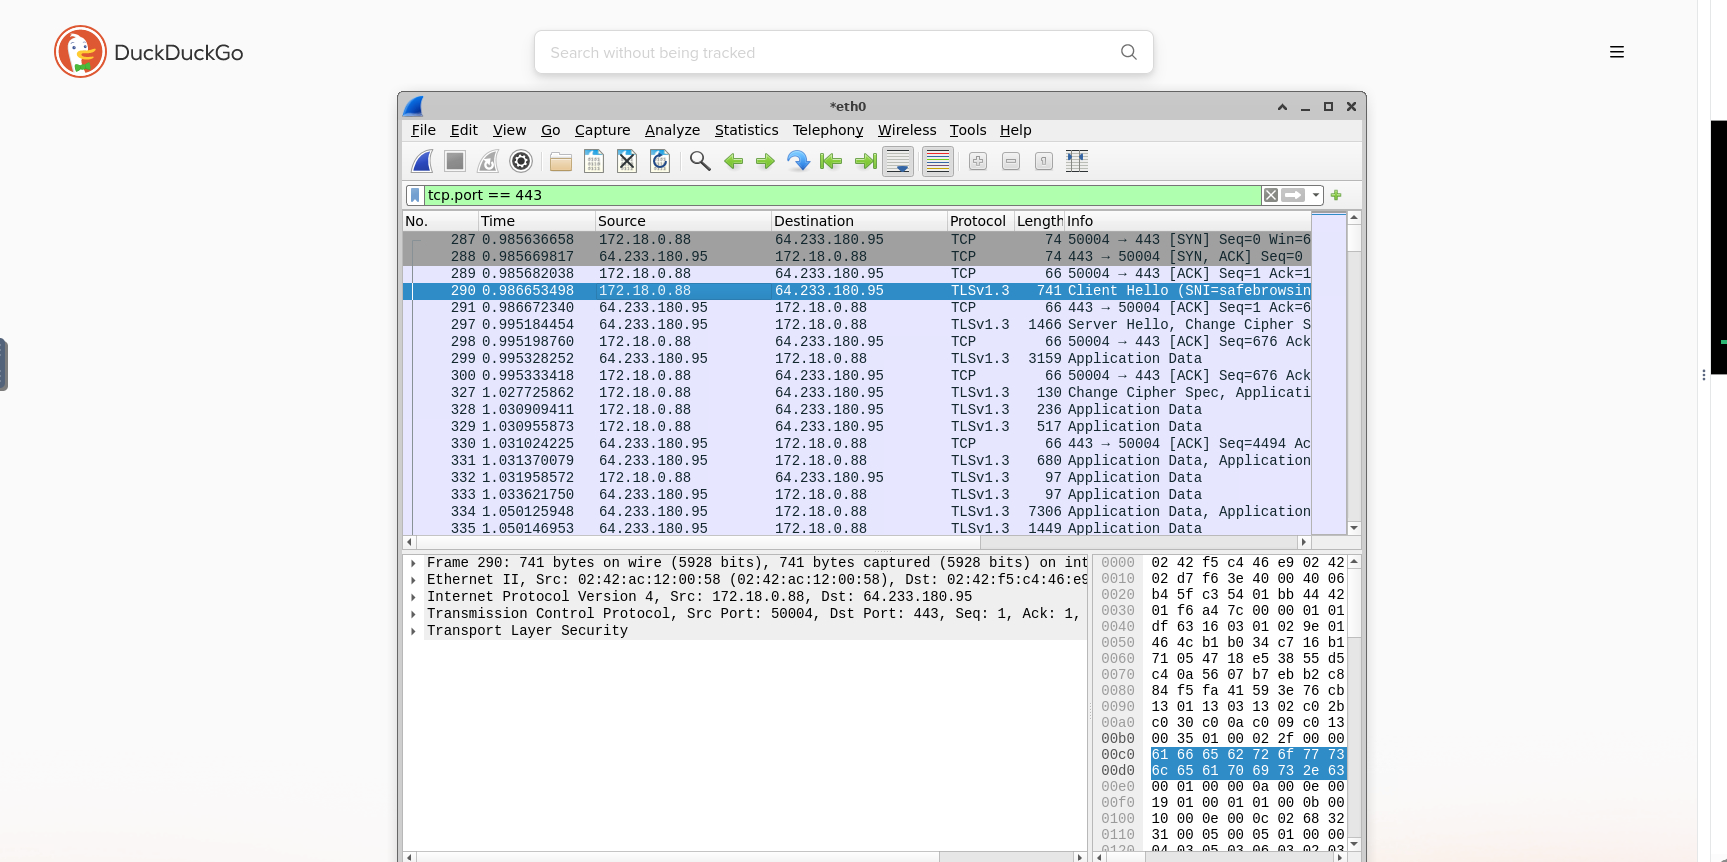 DuckDuckGo
Search without being tracked
*eth0
File Edit View Go Capture Analyze Statistics Telephony Wireless Tools Help
tcp.port == 443
No. Time Source Destination Protocol Length Info
287 0.985636658 172.18.0.88 64.233.180.95 TCP 74 50004 → 443 [SYN] Seq=0 Win=6
288 0.985669817 64.233.180.95 172.18.0.88 TCP 74 443 → 50004 [SYN, ACK] Seq=0
289 0.985682038 172.18.0.88 64.233.180.95 TCP 66 50004 → 443 [ACK] Seq=1 Ack=1
290 0.986653498 172.18.0.88 64.233.180.95 TLSv1.3 741 Client Hello (SNI=safebrowsin
291 0.986672340 64.233.180.95 172.18.0.88 TCP 66 443 → 50004 [ACK] Seq=1 Ack=6
297 0.995184454 64.233.180.95 172.18.0.88 TLSv1.3 1466 Server Hello, Change Cipher S
298 0.995198760 172.18.0.88 64.233.180.95 TCP 66 50004 → 443 [ACK] Seq=676 Ack
299 0.995328252 64.233.180.95 172.18.0.88 TLSv1.3 3159 Application Data
300 0.995333418 172.18.0.88 64.233.180.95 TCP 66 50004 → 443 [ACK] Seq=676 Ack
327 1.027725862 172.18.0.88 64.233.180.95 TLSv1.3 130 Change Cipher Spec, Applicati
328 1.030909411 172.18.0.88 64.233.180.95 TLSv1.3 236 Application Data
329 1.030955873 172.18.0.88 64.233.180.95 TLSv1.3 517 Application Data
330 1.031024225 64.233.180.95 172.18.0.88 TCP 66 443 → 50004 [ACK] Seq=4494 Ac
331 1.031370079 64.233.180.95 172.18.0.88 TLSv1.3 680 Application Data, Application
332 1.031958572 172.18.0.88 64.233.180.95 TLSv1.3 97 Application Data
333 1.033621750 64.233.180.95 172.18.0.88 TLSv1.3 97 Application Data
334 1.050125948 64.233.180.95 172.18.0.88 TLSv1.3 7306 Application Data, Application
335 1.050146953 64.233.180.95 172.18.0.88 TLSv1.3 1449 Application Data
Frame 290: 741 bytes on wire (5928 bits), 741 bytes captured (5928 bits) on int
Ethernet II, Src: 02:42:ac:12:00:58 (02:42:ac:12:00:58), Dst: 02:42:f5:c4:46:e9
Internet Protocol Version 4, Src: 172.18.0.88, Dst: 64.233.180.95
Transmission Control Protocol, Src Port: 50004, Dst Port: 443, Seq: 1, Ack: 1,
Transport Layer Security
0000 02 42 f5 c4 46 e9 02 42
0010 02 d7 f6 3e 40 00 40 06
0020 b4 5f c3 54 01 bb 44 42
0030 01 f6 a4 7c 00 00 01 01
0040 df 63 16 03 01 02 9e 01
0050 46 4c b1 b0 34 c7 16 b1
0060 71 05 47 18 e5 38 55 d5
0070 c4 0a 56 07 b7 eb b2 c8
0080 84 f5 fa 41 59 3e 76 cb
0090 13 01 13 03 13 02 c0 2b
00a0 c0 30 c0 0a c0 09 c0 13
00b0 00 35 01 00 02 2f 00 00
00c0 61 66 65 62 72 6f 77 73
00d0 6c 65 61 70 69 73 2e 63
00e0 00 01 00 00 0a 00 0e 00
00f0 19 01 00 01 01 00 0b 00
0100 10 00 0e 00 0c 02 68 32
0110 31 00 05 00 05 01 00 00
0120 04 03 05 03 06 03 02 03